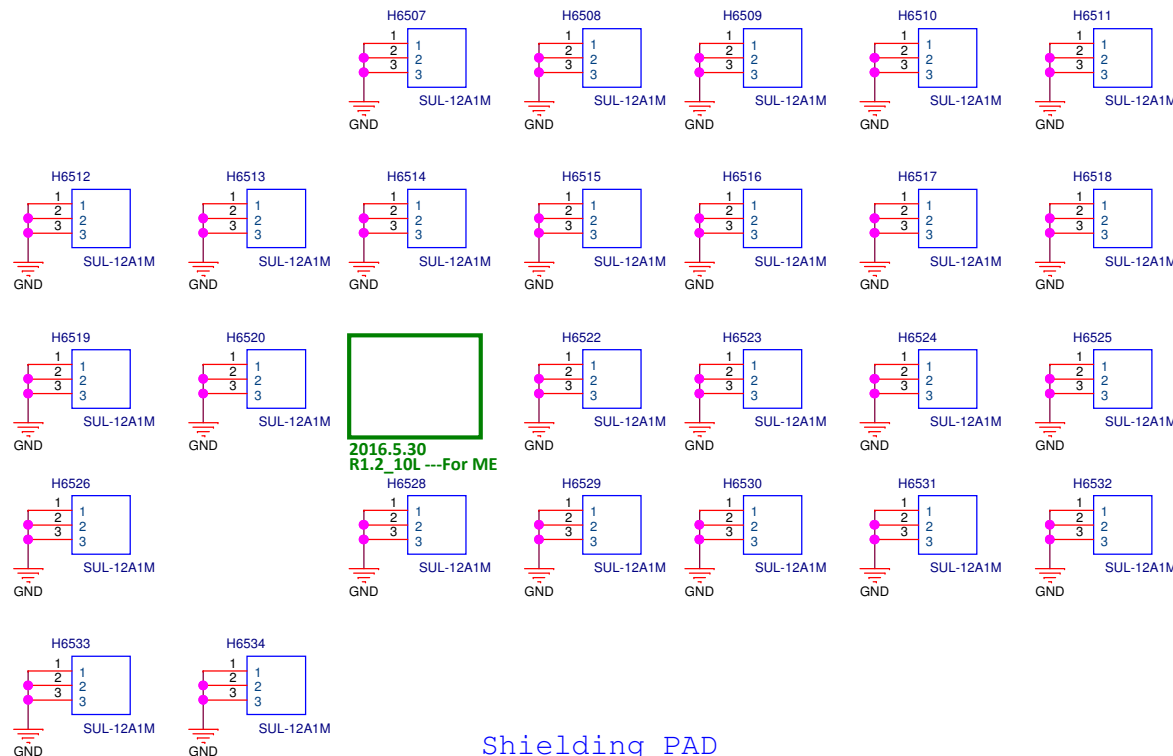 H6507 H6508 H6509 H6510 H6511
1 1 1 1 1 1 1 1 1 1
2 2 2 2 2 2 2 2 2 2
3 3 3 3 3 3 3 3 3 3
SUL-12A1M SUL-12A1M SUL-12A1M SUL-12A1M SUL-12A1M
GND GND GND GND GND
H6512 H6513 H6514 H6515 H6516 H6517 H6518
1 1 1 1 1 1 1 1 1 1 1 1 1 1
2 2 2 2 2 2 2 2 2 2 2 2 2 2
3 3 3 3 3 3 3 3 3 3 3 3 3 3
SUL-12A1M SUL-12A1M SUL-12A1M SUL-12A1M SUL-12A1M SUL-12A1M SUL-12A1M
GND GND GND GND GND GND GND
H6519 H6520 H6522 H6523 H6524 H6525
1 1 1 1 1 1 1 1 1 1 1 1
2 2 2 2 2 2 2 2 2 2 2 2
3 3 3 3 3 3 3 3 3 3 3 3
SUL-12A1M SUL-12A1M SUL-12A1M SUL-12A1M SUL-12A1M SUL-12A1M
GND GND GND GND GND GND
2016.5.30
R1.2_10L ---For ME
H6526 H6528 H6529 H6530 H6531 H6532
1 1 1 1 1 1 1 1 1 1 1 1
2 2 2 2 2 2 2 2 2 2 2 2
3 3 3 3 3 3 3 3 3 3 3 3
SUL-12A1M SUL-12A1M SUL-12A1M SUL-12A1M SUL-12A1M SUL-12A1M
GND GND GND GND GND GND
H6533 H6534
1 1 1 1
2 2 2 2
3 3 3 3
SUL-12A1M SUL-12A1M
GND GND
Shielding PAD